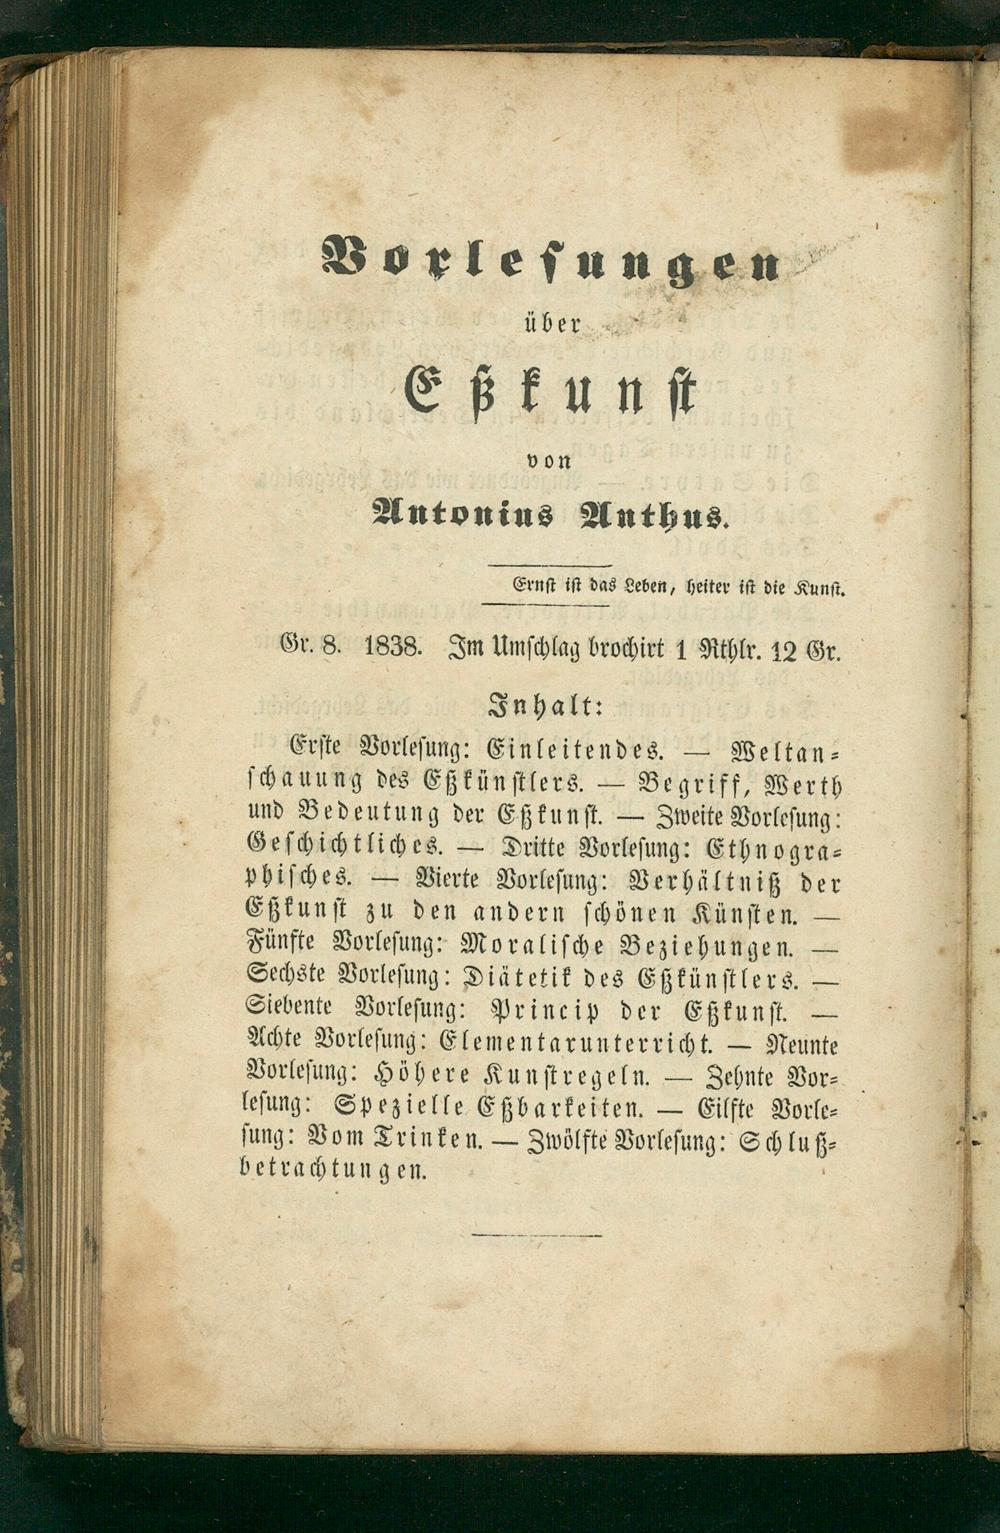 Vorlesungen
über
Eßkunst
von
Antonius Anthus.
Ernst ist das Leben, heiter ist die Kunst.
Gr. 8. 1838. Im Umschlag brochirt 1 Rthlr. 12 Gr.
Inhalt:
Erste Vorlesung: Einleitendes. — Weltan-
schauung des Eßkünstlers. — Begriff, Werth
und Bedeutung der Eßkunst. — Zweite Vorlesung:
Geschichtliches. — Dritte Vorlesung: Ethnogra-
phisches. — Vierte Vorlesung: Verhältniß der
Eßkunst zu den andern schönen Künsten. —
Fünfte Vorlesung: Moralische Beziehungen. —
Sechste Vorlesung: Diätetik des Eßkünstlers. —
Siebente Vorlesung: Princip der Eßkunst. —
Achte Vorlesung: Elementarunterricht. — Neunte
Vorlesung: Höhere Kunstregeln. — Zehnte Vor-
lesung: Spezielle Eßbarkeiten. — Eilfte Vorle-
sung: Vom Trinken. — Zwölfte Vorlesung: Schluß-
betrachtungen.